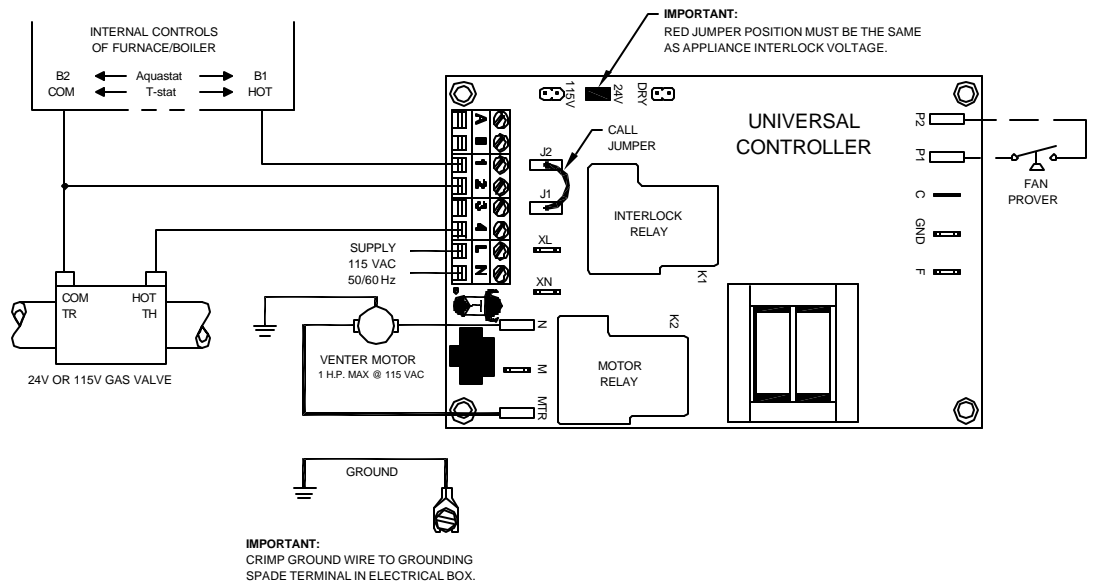 IMPORTANT:
RED JUMPER POSITION MUST BE THE SAME
AS APPLIANCE INTERLOCK VOLTAGE.
INTERNAL CONTROLS
OF FURNACE/BOILER
B2 Aquastat B1
COM T-stat HOT
115V
24V
DRY
CALL
JUMPER
UNIVERSAL
CONTROLLER
A
B
1
2
3
4
L
N
J2
J1
XL
XN
INTERLOCK
RELAY
K1
P2
P1
C
GND
F
FAN
PROVER
SUPPLY
115 VAC
50/60 Hz
COM HOT
TR TH
24V OR 115V GAS VALVE
VENTER MOTOR
1 H.P. MAX @ 115 VAC
N
M
MTR
K2
MOTOR
RELAY
GROUND
IMPORTANT:
CRIMP GROUND WIRE TO GROUNDING
SPADE TERMINAL IN ELECTRICAL BOX.